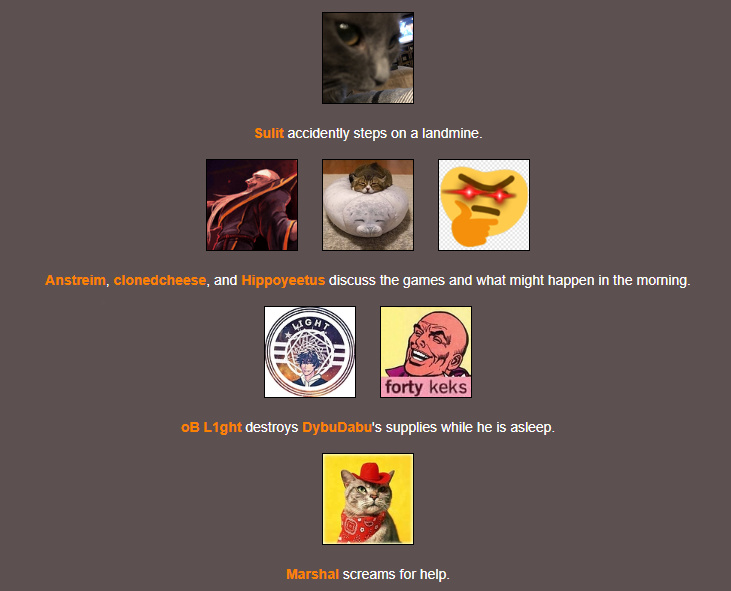 Sulit accidently steps on a landmine.
Anstreim, clonedcheese, and Hippoyeetus discuss the games and what might happen in the morning.
LIGHT
forty keks
oB L1ght destroys DybuDabu's supplies while he is asleep.
Marshal screams for help.